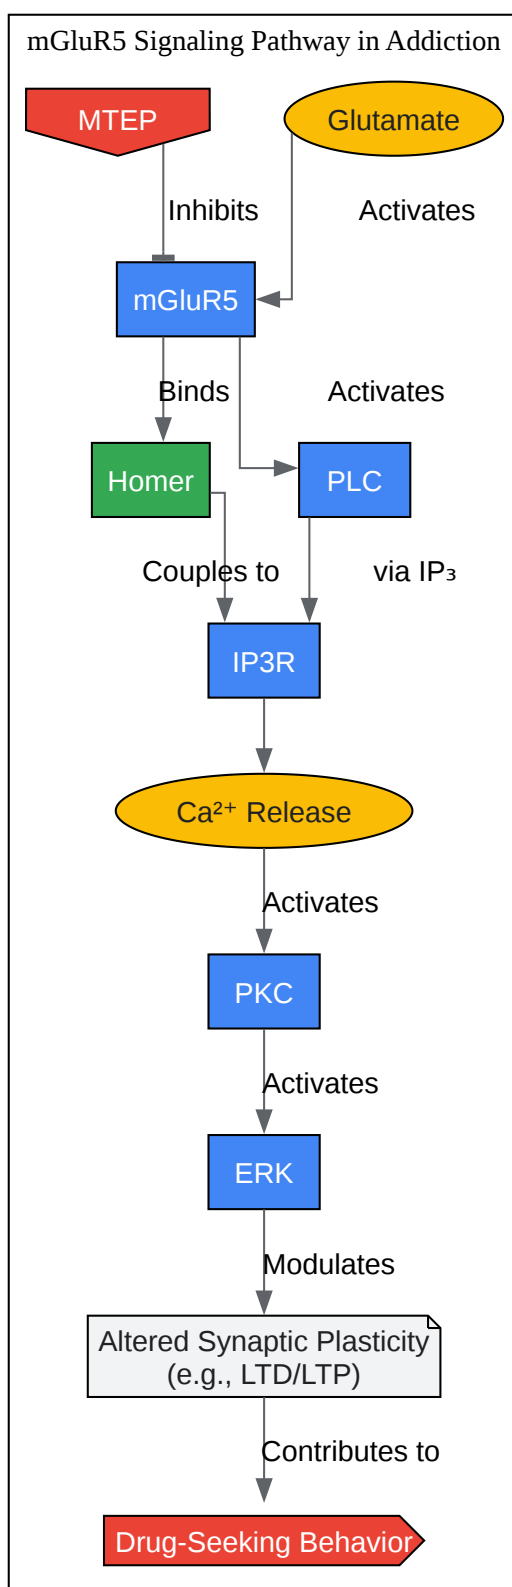 mGluR5 Signaling Pathway in Addiction
MTEP
Glutamate
Inhibits
Activates
mGluR5
Binds
Activates
Homer
PLC
Couples to
via IP₃
IP3R
Ca²⁺ Release
Activates
PKC
Activates
ERK
Modulates
Altered Synaptic Plasticity
(e.g., LTD/LTP)
Contributes to
Drug-Seeking Behavior